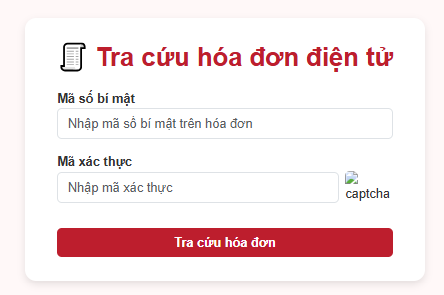 Tra cứu hóa đơn điện tử
Mã số bí mật
Nhập mã số bí mật trên hóa đơn
Mã xác thực
Nhập mã xác thực
captcha
Tra cứu hóa đơn